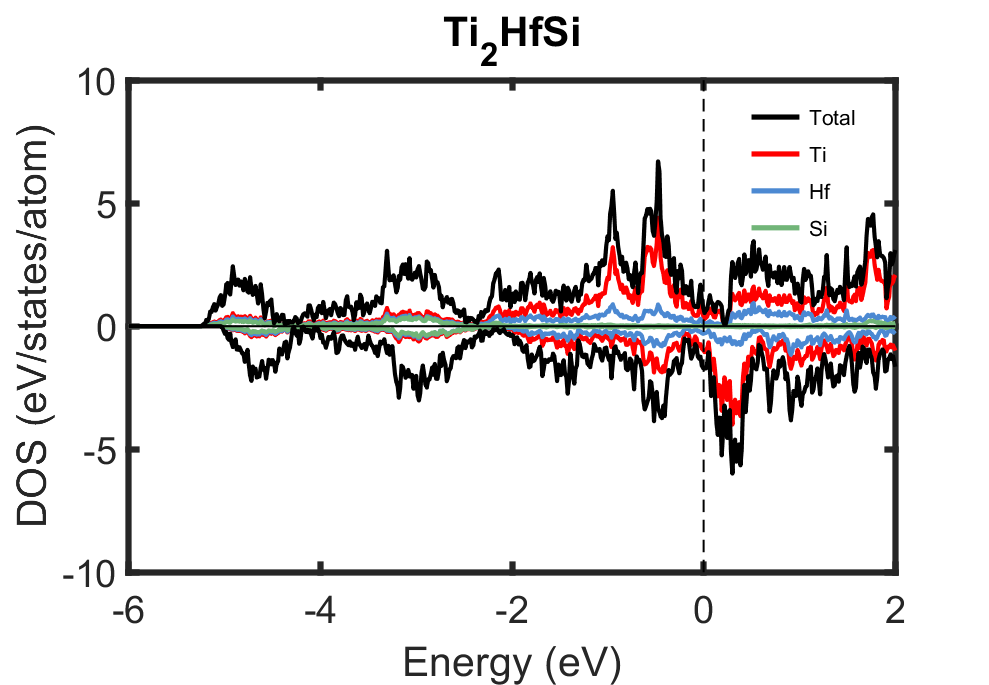 Ti2HfSi
DOS (eV/states/atom)
10
5
0
-5
-10
Total
Ti
Hf
Si
-6 -4 -2 0 2
Energy (eV)